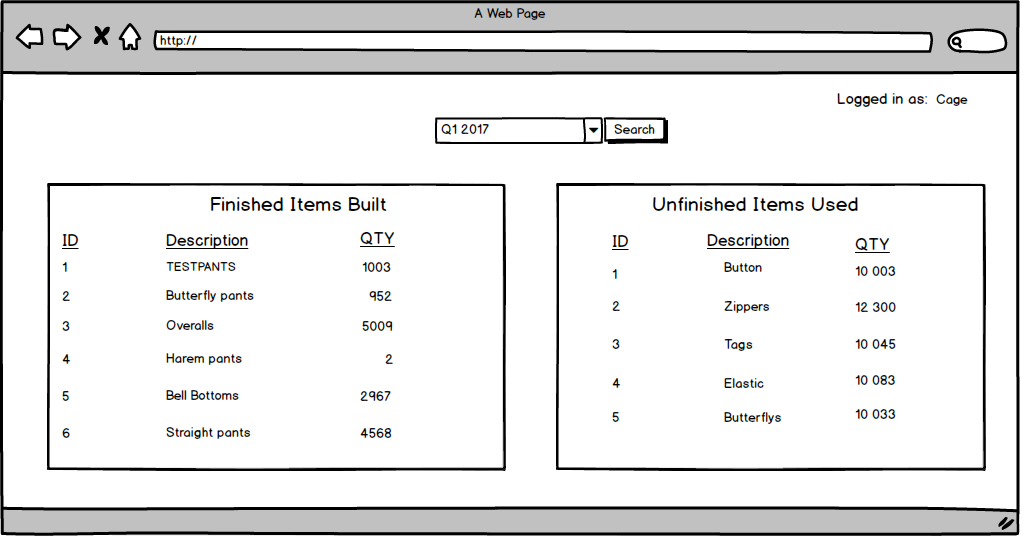 A Web Page
http://
Logged in as: Cage
Q1 2017 Search
Finished Items Built
ID Description QTY
1 TESTPANTS 1003
2 Butterfly pants 952
3 Overalls 5009
4 Harem pants 2
5 Bell Bottoms 2967
6 Straight pants 4568
Unfinished Items Used
ID Description QTY
1 Button 10 003
2 Zippers 12 300
3 Tags 10 045
4 Elastic 10 083
5 Butterflys 10 033